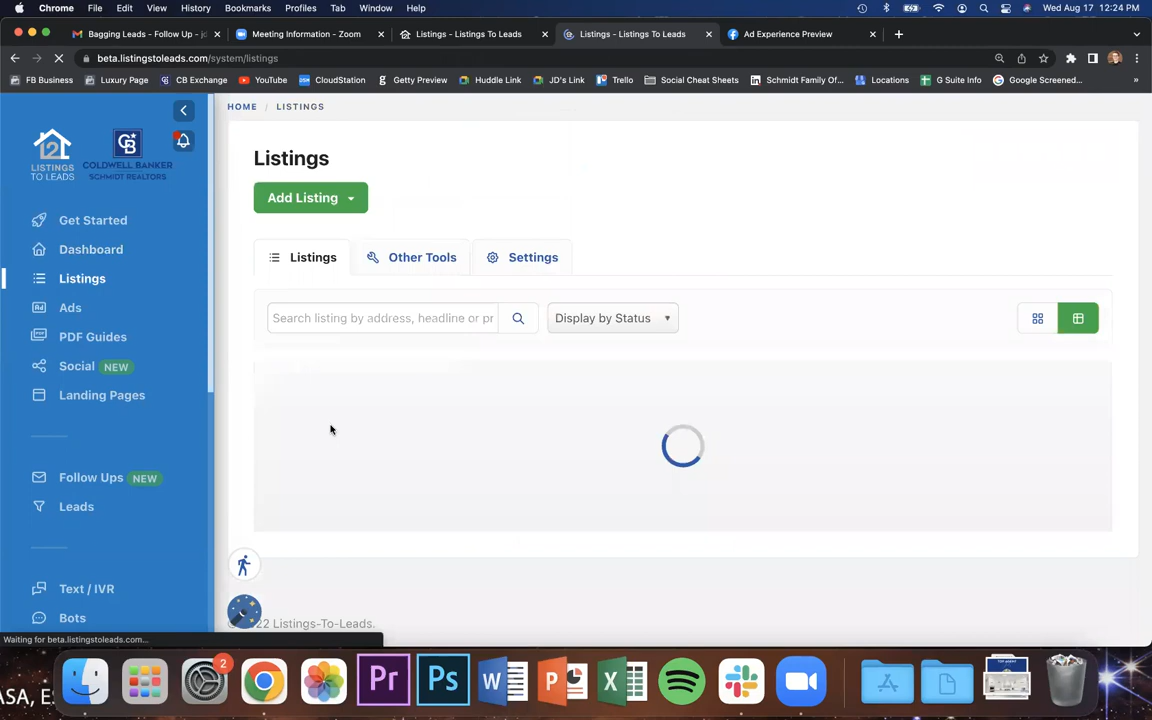 Chrome File Edit View History Bookmarks Profiles Tab Window Help Wed Aug 17 12:24 PM
Bagging Leads - Follow Up - jd Meeting Information - Zoom Listings - Listings To Leads Listings - Listings To Leads Ad Experience Preview
beta.listingstoleads.com/system/listings
FB Business Luxury Page CB Exchange YouTube CloudStation Getty Preview Huddle Link JD's Link Trello Social Cheat Sheets Schmidt Family Of... Locations G Suite Info Google Screened...
HOME / LISTINGS
LISTINGS TO LEADS
COLDWELL BANKER
SCHMIDT REALTORS
Get Started
Dashboard
Listings
Ads
PDF Guides
Social NEW
Landing Pages
Follow Ups NEW
Leads
Text / IVR
Bots
Listings
Add Listing
Listings Other Tools Settings
Search listing by address, headline or pr Display by Status
22 Listings-To-Leads.
Waiting for beta.listingstoleads.com...
2
Pr Ps W P X
TOP AGENT
ASA, E